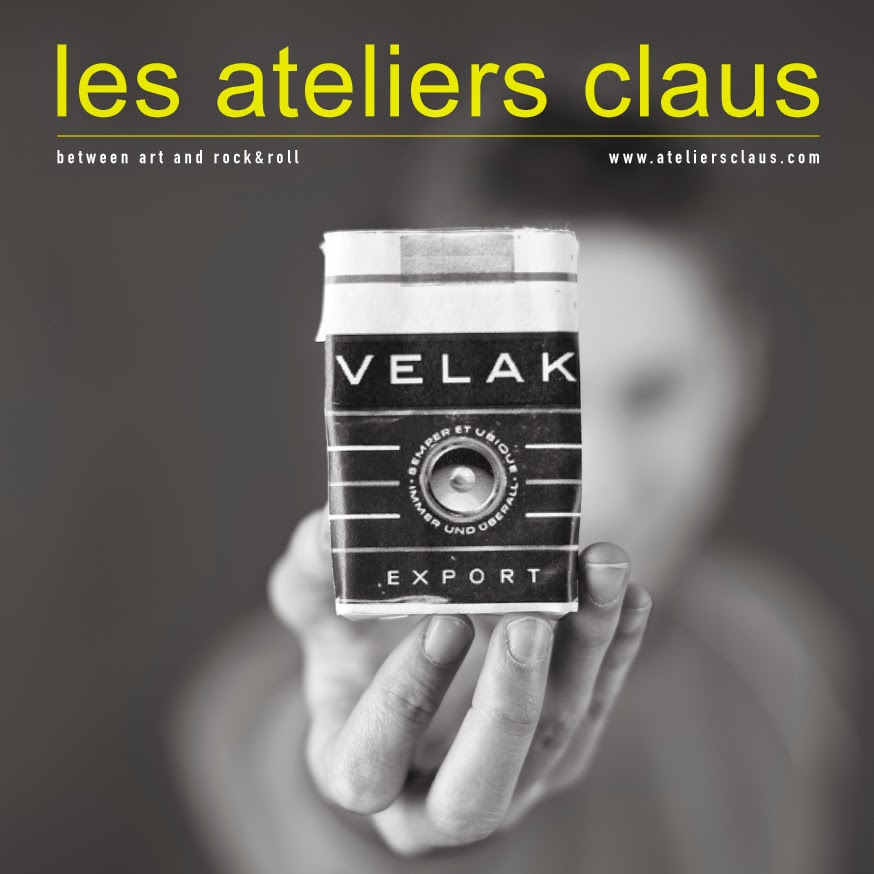 les ateliers claus
between art and rock&roll
www.ateliersclaus.com
VELAK
SEMPER ET UBIQUE
IMMER UND ÜBERALL
EXPORT